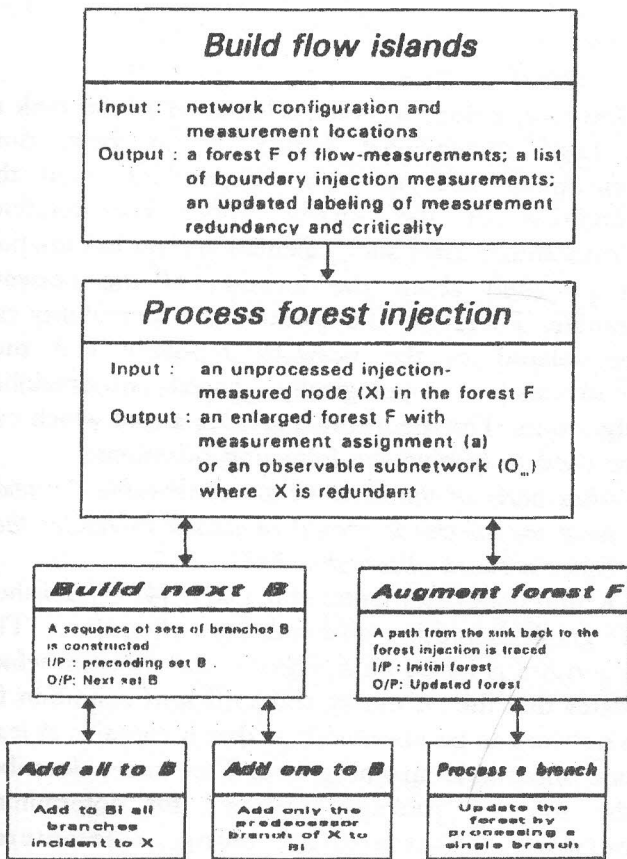 Build flow islands
Input : network configuration and
measurement locations
Output : a forest F of flow-measurements; a list
of boundary injection measurements;
an updated labeling of measurement
redundancy and criticality
Process forest injection
Input : an unprocessed injection-
measured node (X) in the forest F
Output : an enlarged forest F with
measurement assignment (a)
or an observable subnetwork (Om)
where X is redundant
Build next B
A sequence of sets of branches B
is constructed
I/P : preceeding set B .
O/P: Next set B
Augment forest F
A path from the sink back to the
forest injection is traced
I/P : Initial forest
O/P: Updated forest
Add all to B
Add to Bi all
branches
incident to X
Add one to B
Add only the
predecessor
branch of X to
Bi
Process a branch
Update the
forest by
processing a
single branch